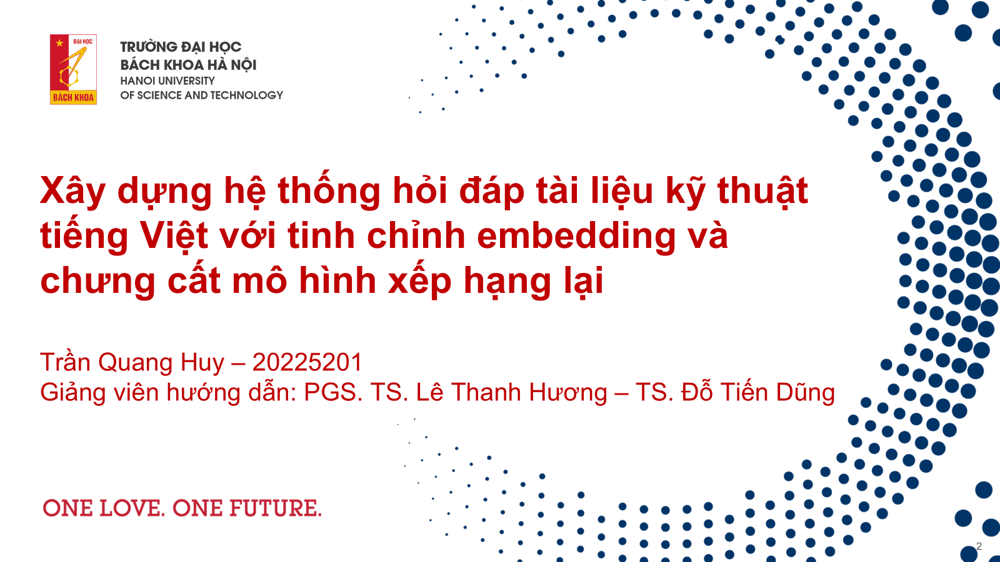 ĐẠI HỌC
BÁCH KHOA
TRƯỜNG ĐẠI HỌC
BÁCH KHOA HÀ NỘI
HANOI UNIVERSITY
OF SCIENCE AND TECHNOLOGY
Xây dựng hệ thống hỏi đáp tài liệu kỹ thuật
tiếng Việt với tinh chỉnh embedding và
chưng cất mô hình xếp hạng lại
Trần Quang Huy – 20225201
Giảng viên hướng dẫn: PGS. TS. Lê Thanh Hương – TS. Đỗ Tiến Dũng
ONE LOVE. ONE FUTURE.
2